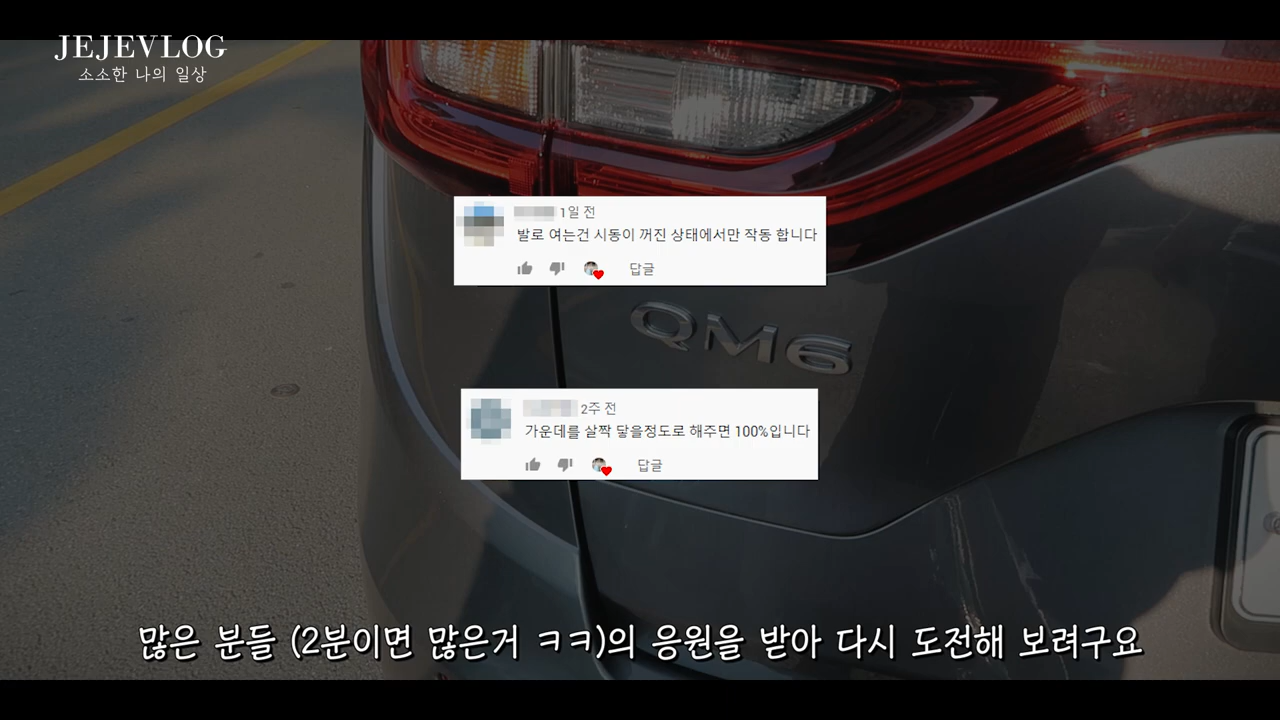 JEJEVLOG
소소한 나의 일상
1일 전
발로 여는건 시동이 꺼진 상태에서만 작동 합니다
답글
QM6
2주 전
가운데를 살짝 닿을정도로 해주면 100%입니다
답글
많은 분들 (2분이면 많은거 ㅋㅋ)의 응원을 받아 다시 도전해 보려구요